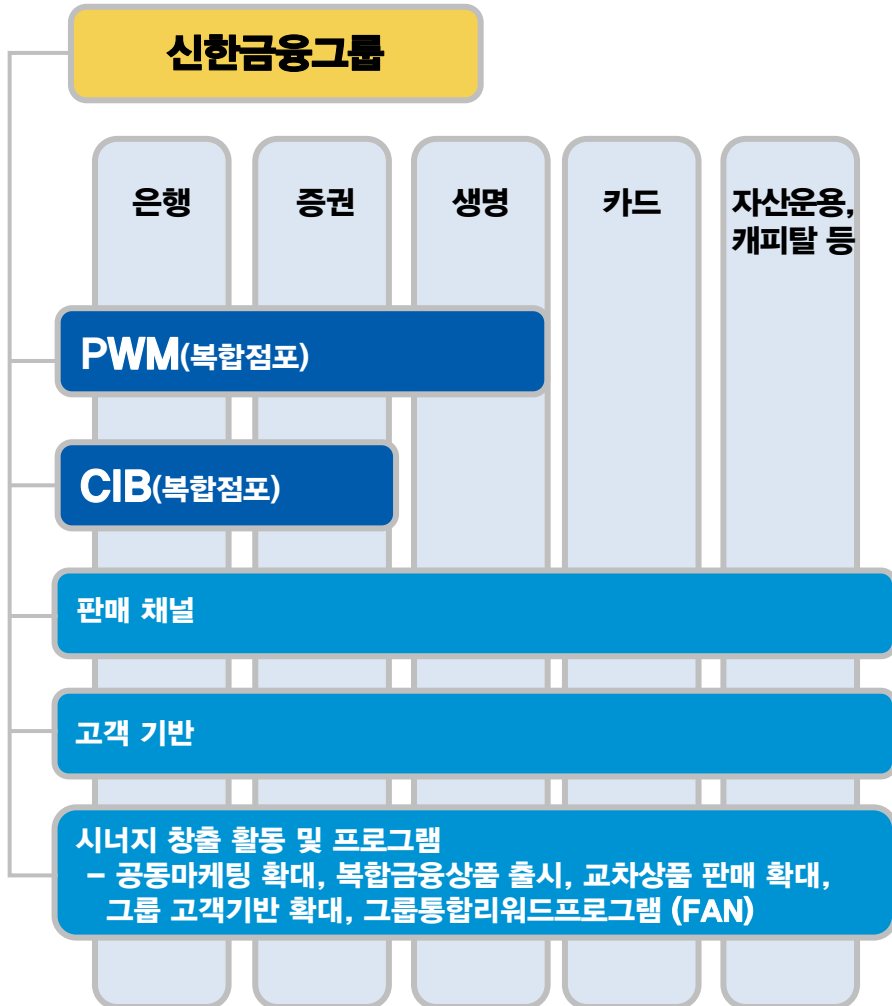 신한금융그룹
은행
증권
생명
카드
자산운용,
캐피탈 등
PWM(복합점포)
CIB(복합점포)
판매 채널
고객 기반
시너지 창출 활동 및 프로그램
– 공동마케팅 확대, 복합금융상품 출시, 교차상품 판매 확대,
그룹 고객기반 확대, 그룹통합리워드프로그램 (FAN)